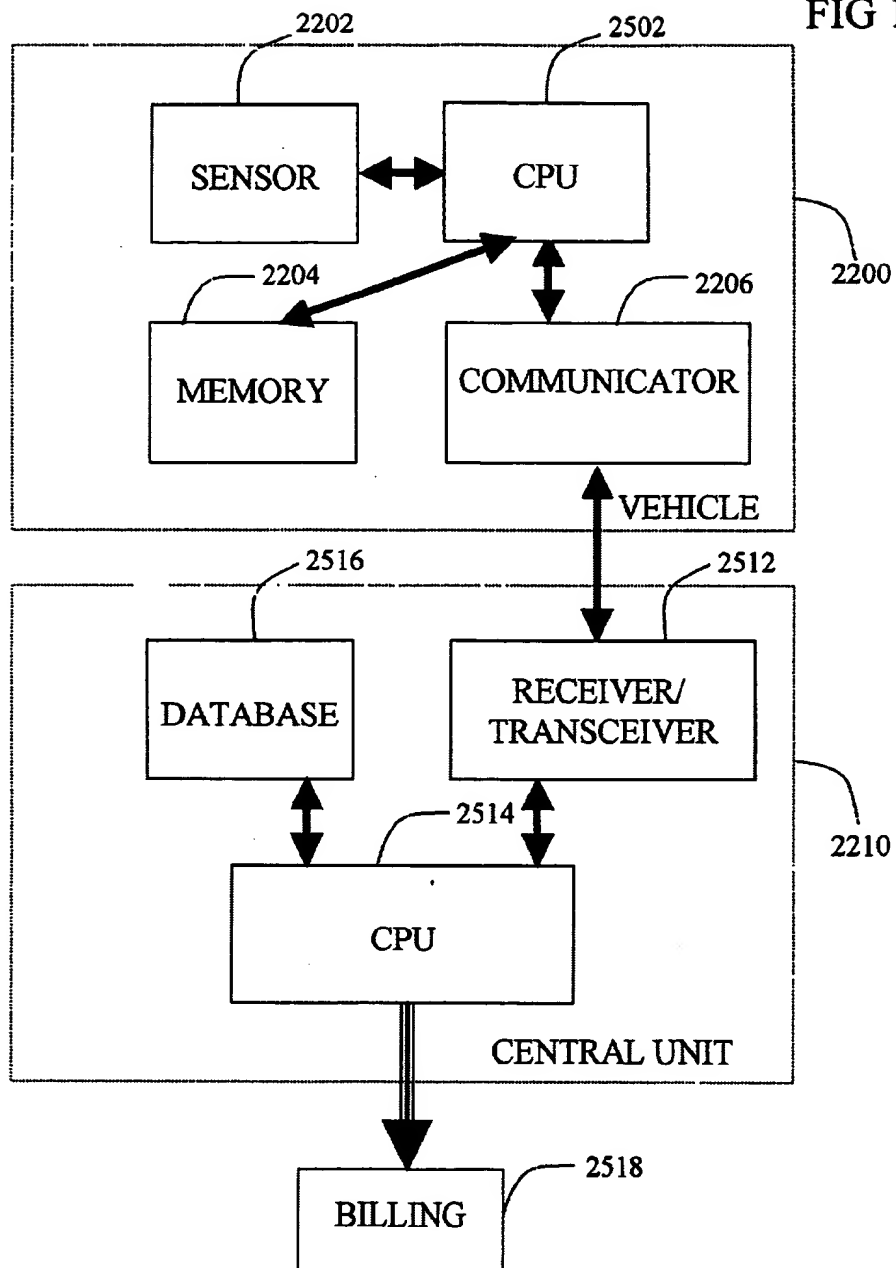 FIG
2202
2502
SENSOR
CPU
2200
2204
2206
MEMORY
COMMUNICATOR
VEHICLE
2516
2512
DATABASE
RECEIVER/
TRANSCEIVER
2514
2210
CPU
CENTRAL UNIT
2518
BILLING